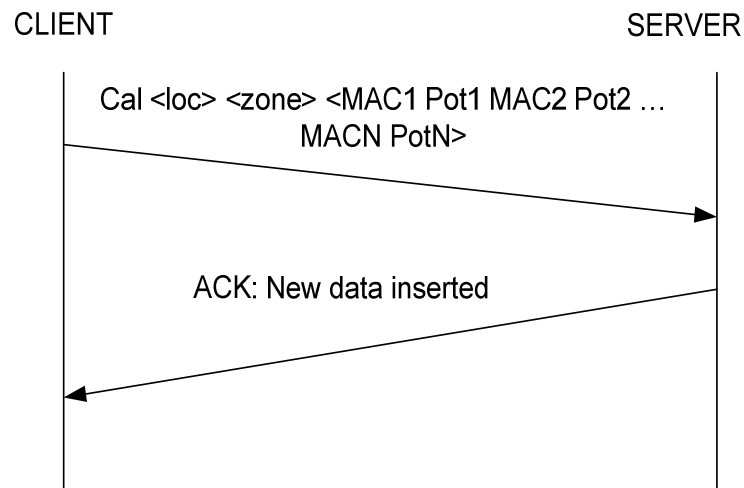 CLIENT
SERVER
Cal <loc> <zone> <MAC1 Pot1 MAC2 Pot2 …
MACN PotN>
ACK: New data inserted